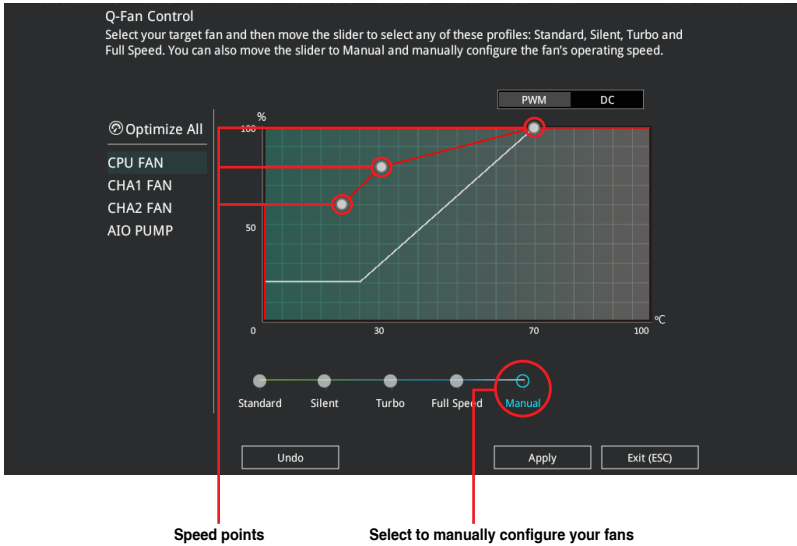 Q-Fan Control
Select your target fan and then move the slider to select any of these profiles: Standard, Silent, Turbo and
Full Speed. You can also move the slider to Manual and manually configure the fan's operating speed.
PWM DC
Optimize All
CPU FAN
CHA1 FAN
CHA2 FAN
AIO PUMP
%
100
50
0 30 70 100
ºC
Standard Silent Turbo Full Speed Manual
Undo Apply Exit (ESC)
Speed points Select to manually configure your fans